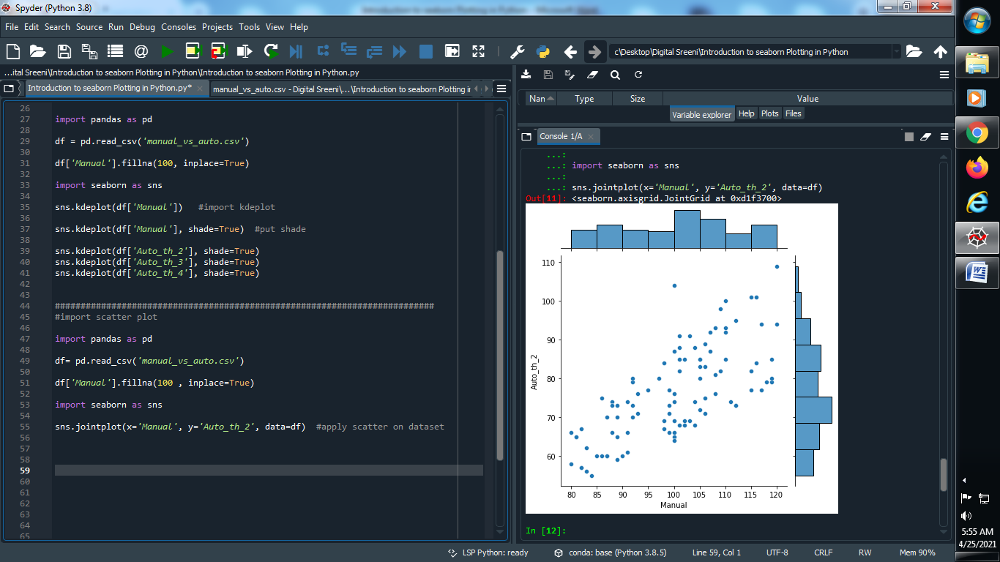 Spyder (Python 3.8)
File Edit Search Source Run Debug Consoles Projects Tools View Help
c\Desktop\Digital Sreeni\Introduction to seaborn Plotting in Python
...ital Sreeni\Introduction to seaborn Plotting in Python\Introduction to seaborn Plotting in Python.py
Introduction to seaborn Plotting in Python.py*
manual_vs_auto.csv - Digital Sreeni\...\Introduction to seaborn Plotting in
26
27 import pandas as pd
28
29 df = pd.read_csv('manual_vs_auto.csv')
30
31 df['Manual'].fillna(100, inplace=True)
32
33 import seaborn as sns
34
35 sns.kdeplot(df['Manual']) #import kdeplot
36
37 sns.kdeplot(df['Manual'], shade=True) #put shade
38
39 sns.kdeplot(df['Auto_th_2'], shade=True)
40 sns.kdeplot(df['Auto_th_3'], shade=True)
41 sns.kdeplot(df['Auto_th_4'], shade=True)
42
43
44 ##########################################################################
45 #import scatter plot
46
47 import pandas as pd
48
49 df= pd.read_csv('manual_vs_auto.csv')
50
51 df['Manual'].fillna(100 , inplace=True)
52
53 import seaborn as sns
54
55 sns.jointplot(x='Manual', y='Auto_th_2', data=df) #apply scatter on dataset
56
57
58
59
60
61
62
63
64
65
Nan Type Size Value
Variable explorer Help Plots Files
Console 1/A
...:
...: import seaborn as sns
...:
...: sns.jointplot(x='Manual', y='Auto_th_2', data=df)
Out[11]: <seaborn.axisgrid.JointGrid at 0xd1f3700>
110
100
90
80
70
60
Auto_th_2
80 85 90 95 100 105 110 115 120
Manual
In [12]:
LSP Python: ready conda: base (Python 3.8.5) Line 59, Col 1 UTF-8 CRLF RW Mem 90%
5:55 AM
4/25/2021